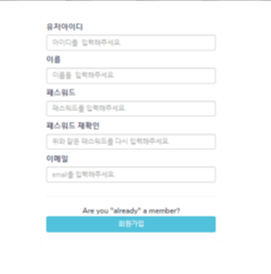 유저아이디
아이디를 입력해주세요.
이름
이름을 입력해주세요.
패스워드
패스워드를 입력해주세요.
패스워드 재확인
위와 같은 패스워드를 다시 입력해주세요.
이메일
email을 입력해주세요.
Are you "already" a member?
회원가입